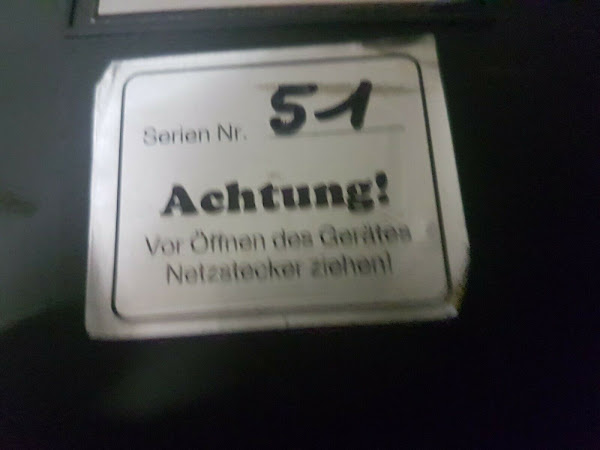 Serien Nr. 51
Achtung!
Vor Öffnen des Gerätes
Netzstecker ziehen!